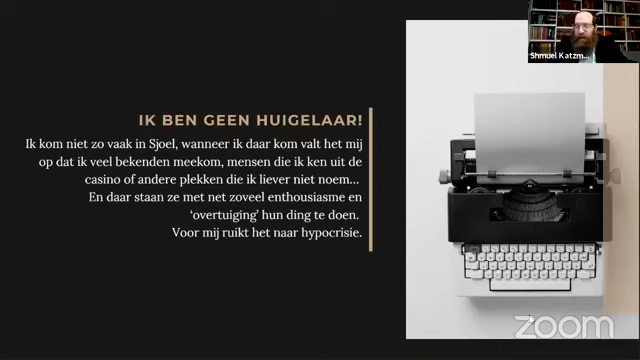 Shmuel Katzm...
IK BEN GEEN HUIGELAAR!
Ik kom niet zo vaak in Sjoel, wanneer ik daar kom valt het mij
op dat ik veel bekenden meekom, mensen die ik ken uit de
casino of andere plekken die ik liever niet noem...
En daar staan ze met net zoveel enthousiasme en
‘overtuiging’ hun ding te doen.
Voor mij ruikt het naar hypocrisie.
zoom